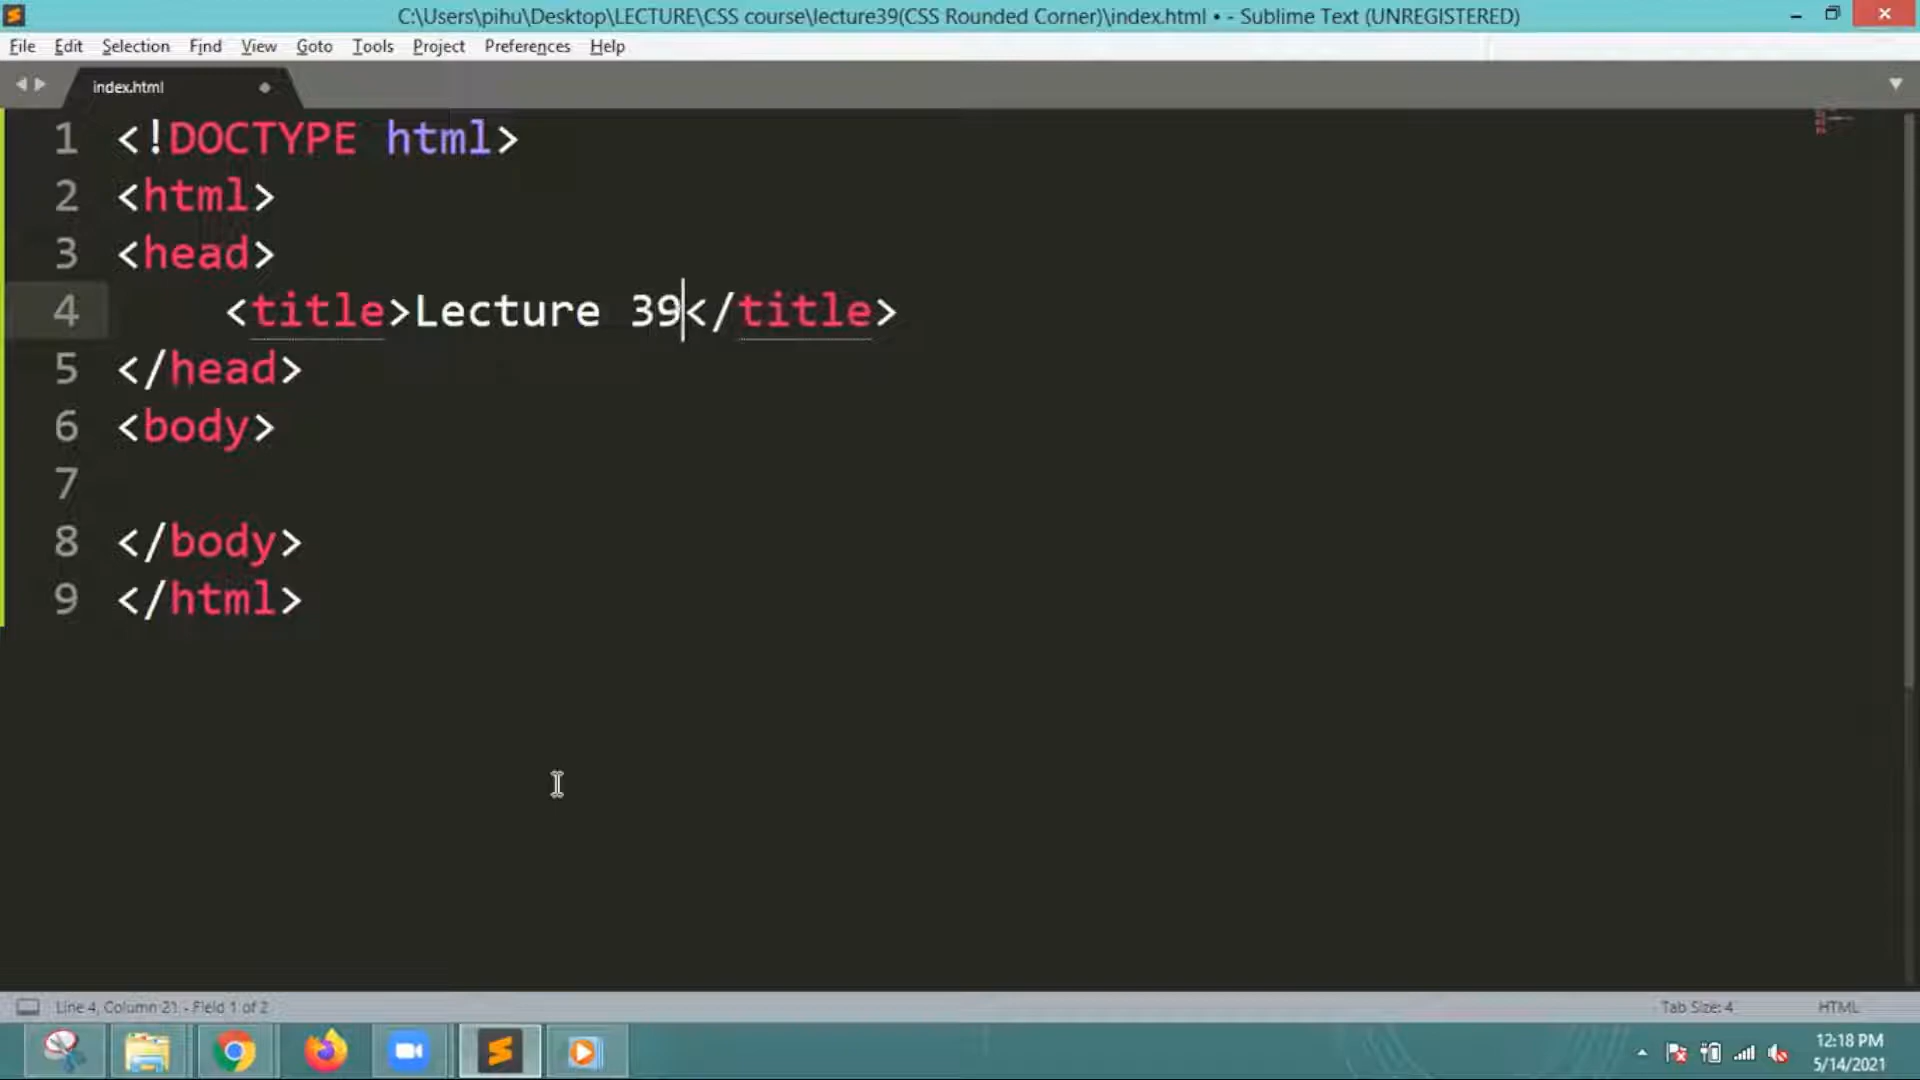 C:\Users\pihu\Desktop\LECTURE\CSS course\lecture39(CSS Rounded Corner)\index.html • - Sublime Text (UNREGISTERED)
File Edit Selection Find View Goto Tools Project Preferences Help
index.html
1 <!DOCTYPE html>
2 <html>
3 <head>
4 <title>Lecture 39</title>
5 </head>
6 <body>
7
8 </body>
9 </html>
Line 4, Column 21 - Field 1 of 2 Tab Size: 4 HTML
12:18 PM
5/14/2021